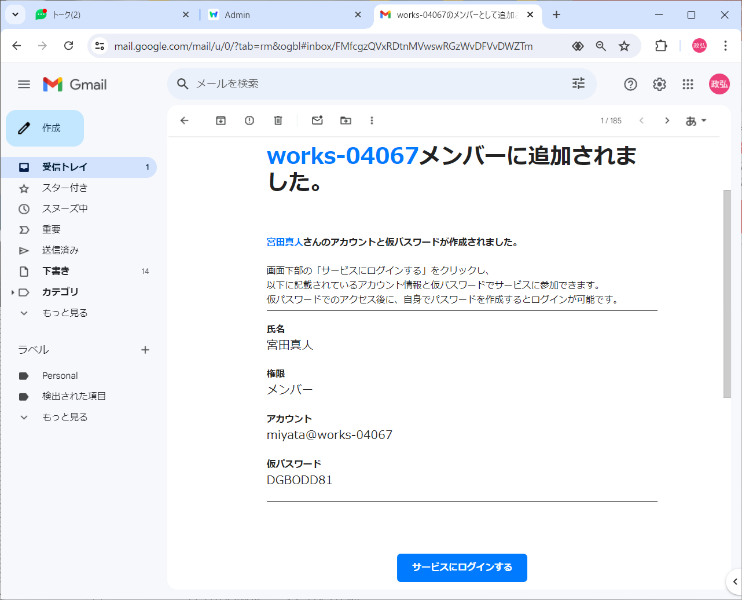 トーク(2)
Admin
works-04067のメンバーとして追加
mail.google.com/mail/u/0/?tab=rm&ogbl#inbox/FMfcgzQVxRDtnMVwswRGzWvDFVvDWZTm
政弘
Gmail
メールを検索
政弘
作成
1 / 185
あ
受信トレイ
1
スター付き
スヌーズ中
重要
送信済み
下書き
14
カテゴリ
もっと見る
ラベル
Personal
検出された項目
もっと見る
works-04067メンバーに追加されま
した。
宮田真人さんのアカウントと仮パスワードが作成されました。
画面下部の「サービスにログインする」をクリックし、
以下に記載されているアカウント情報と仮パスワードでサービスに参加できます。
仮パスワードでのアクセス後に、自身でパスワードを作成するとログインが可能です。
氏名
宮田真人
権限
メンバー
アカウント
miyata@works-04067
仮パスワード
DGBODD81
サービスにログインする